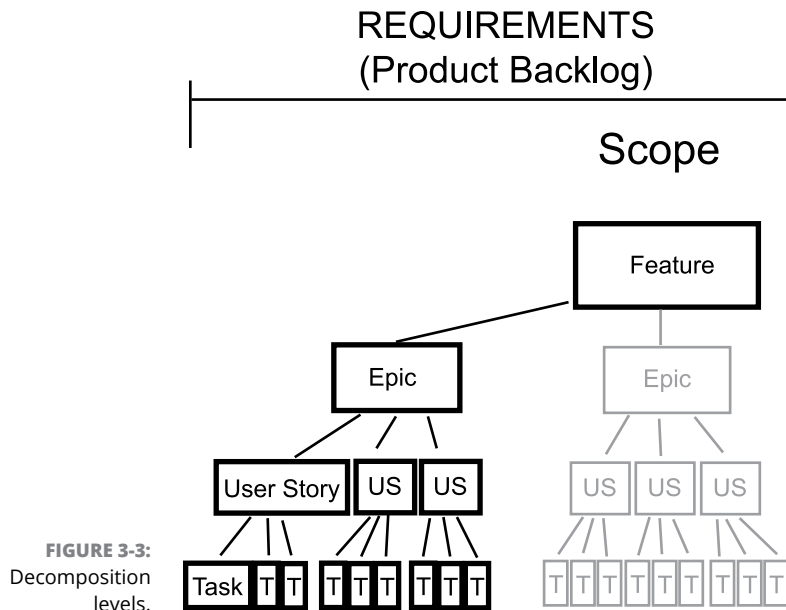 REQUIREMENTS
(Product Backlog)
Scope
Feature
Epic
Epic
User Story US US
US US US
Task T T T T T T T T
T T T T T T T T T
FIGURE 3-3:
Decomposition
levels.